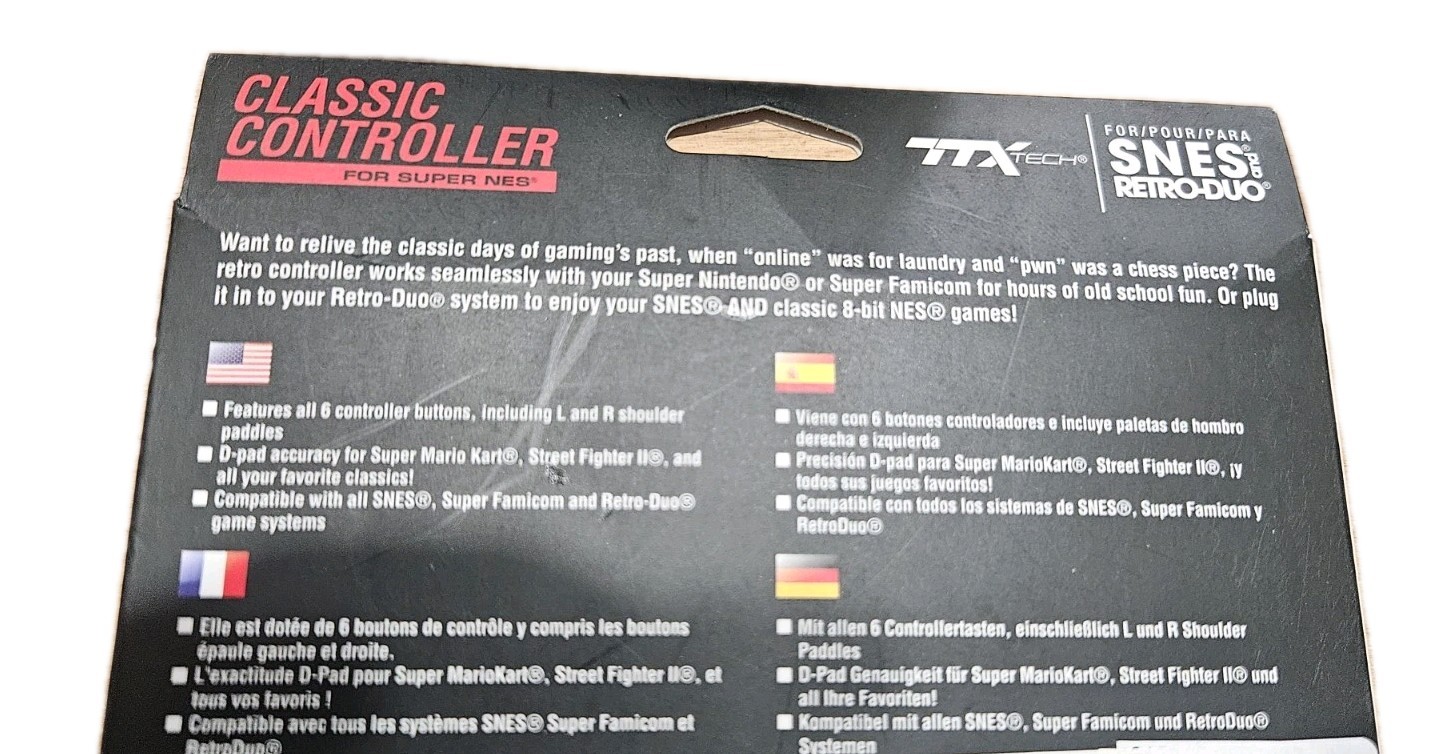 CLASSIC
CONTROLLER
FOR SUPER NES®
TTX TECH®
FOR/POUR/PARA
SNES® and
RETRO-DUO®
Want to relive the classic days of gaming's past, when “online” was for laundry and “pwn” was a chess piece? The
retro controller works seamlessly with your Super Nintendo® or Super Famicom for hours of old school fun. Or plug
it in to your Retro-Duo® system to enjoy your SNES® AND classic 8-bit NES® games!
■ Features all 6 controller buttons, including L and R shoulder
paddles
■ D-pad accuracy for Super Mario Kart®, Street Fighter II®, and
all your favorite classics!
■ Compatible with all SNES®, Super Famicom and Retro-Duo®
game systems
■ Viene con 6 botones controladores e incluye paletas de hombro
derecha e izquierda
■ Precisión D-pad para Super MarioKart®, Street Fighter II®, ¡y
todos sus juegos favoritos!
■ Compatible con todos los sistemas de SNES®, Super Famicom y
RetroDuo®
■ Elle est dotée de 6 boutons de contrôle y compris les boutons
épaule gauche et droite.
■ L'exactitude D-Pad pour Super MarioKart®, Street Fighter II®, et
tous vos favoris !
■ Compatible avec tous les systèmes SNES® Super Famicom et
RetroDuo®
■ Mit allen 6 Controllertasten, einschließlich L und R Shoulder
Paddles
■ D-Pad Genauigkeit für Super MarioKart®, Street Fighter II® und
all Ihre Favoriten!
■ Kompatibel mit allen SNES®, Super Famicom und RetroDuo®
Systemen